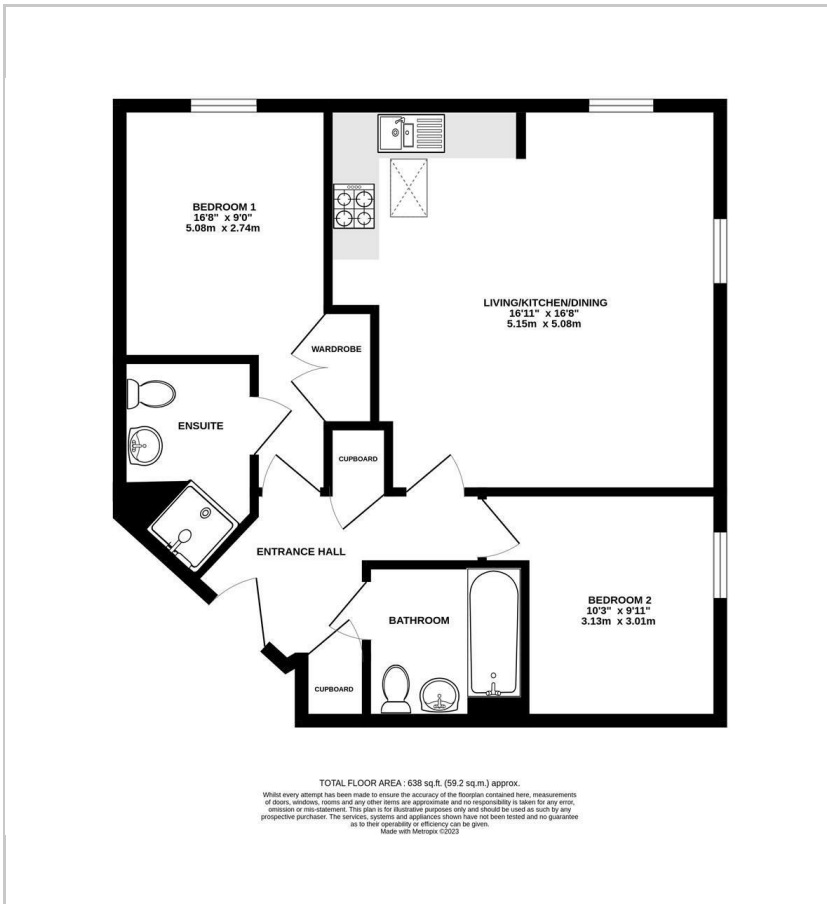 BEDROOM 1
16'8" x 9'0"
5.08m x 2.74m
LIVING/KITCHEN/DINING
16'11" x 16'8"
5.15m x 5.08m
WARDROBE
ENSUITE
CUPBOARD
ENTRANCE HALL
BEDROOM 2
10'3" x 9'11"
3.13m x 3.01m
BATHROOM
CUPBOARD
TOTAL FLOOR AREA : 638 sq.ft. (59.2 sq.m.) approx.
Whilst every attempt has been made to ensure the accuracy of the floorplan contained here, measurements
of doors, windows, rooms and any other items are approximate and no responsibility is taken for any error,
omission or mis-statement. This plan is for illustrative purposes only and should be used as such by any
prospective purchaser. The services, systems and appliances shown have not been tested and no guarantee
as to their operability or efficiency can be given.
Made with Metropix ©2023